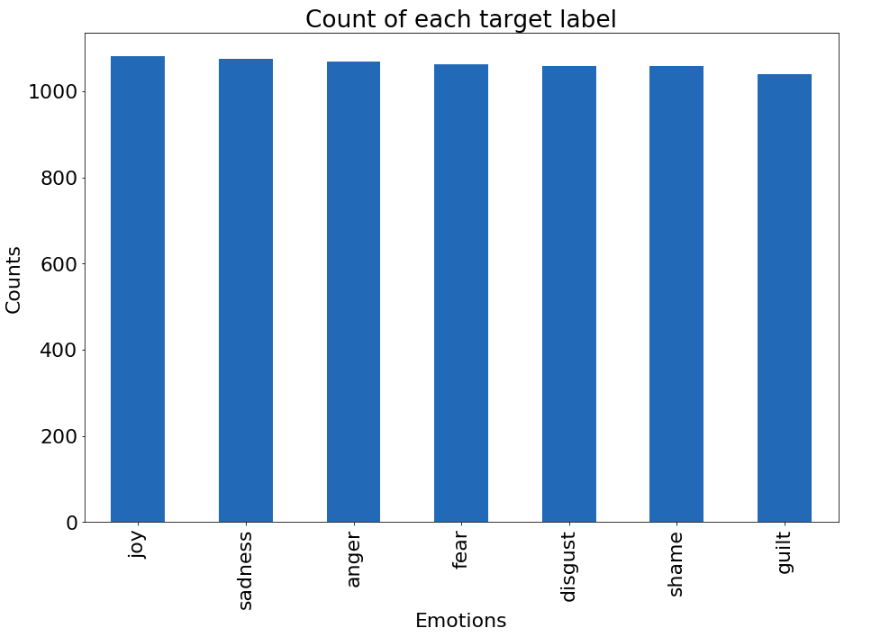 Count of each target label
1000
800
600
400
200
0
Counts
joy
sadness
anger
fear
disgust
shame
guilt
Emotions